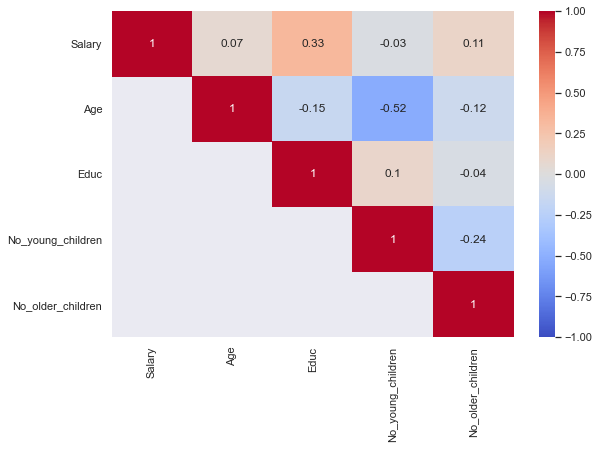 Salary 1 0.07 0.33 -0.03 0.11
Age 1 -0.15 -0.52 -0.12
Educ 1 0.1 -0.04
No_young_children 1 -0.24
No_older_children 1
Salary Age Educ No_young_children No_older_children
1.00
0.75
0.50
0.25
0.00
−0.25
−0.50
−0.75
−1.00